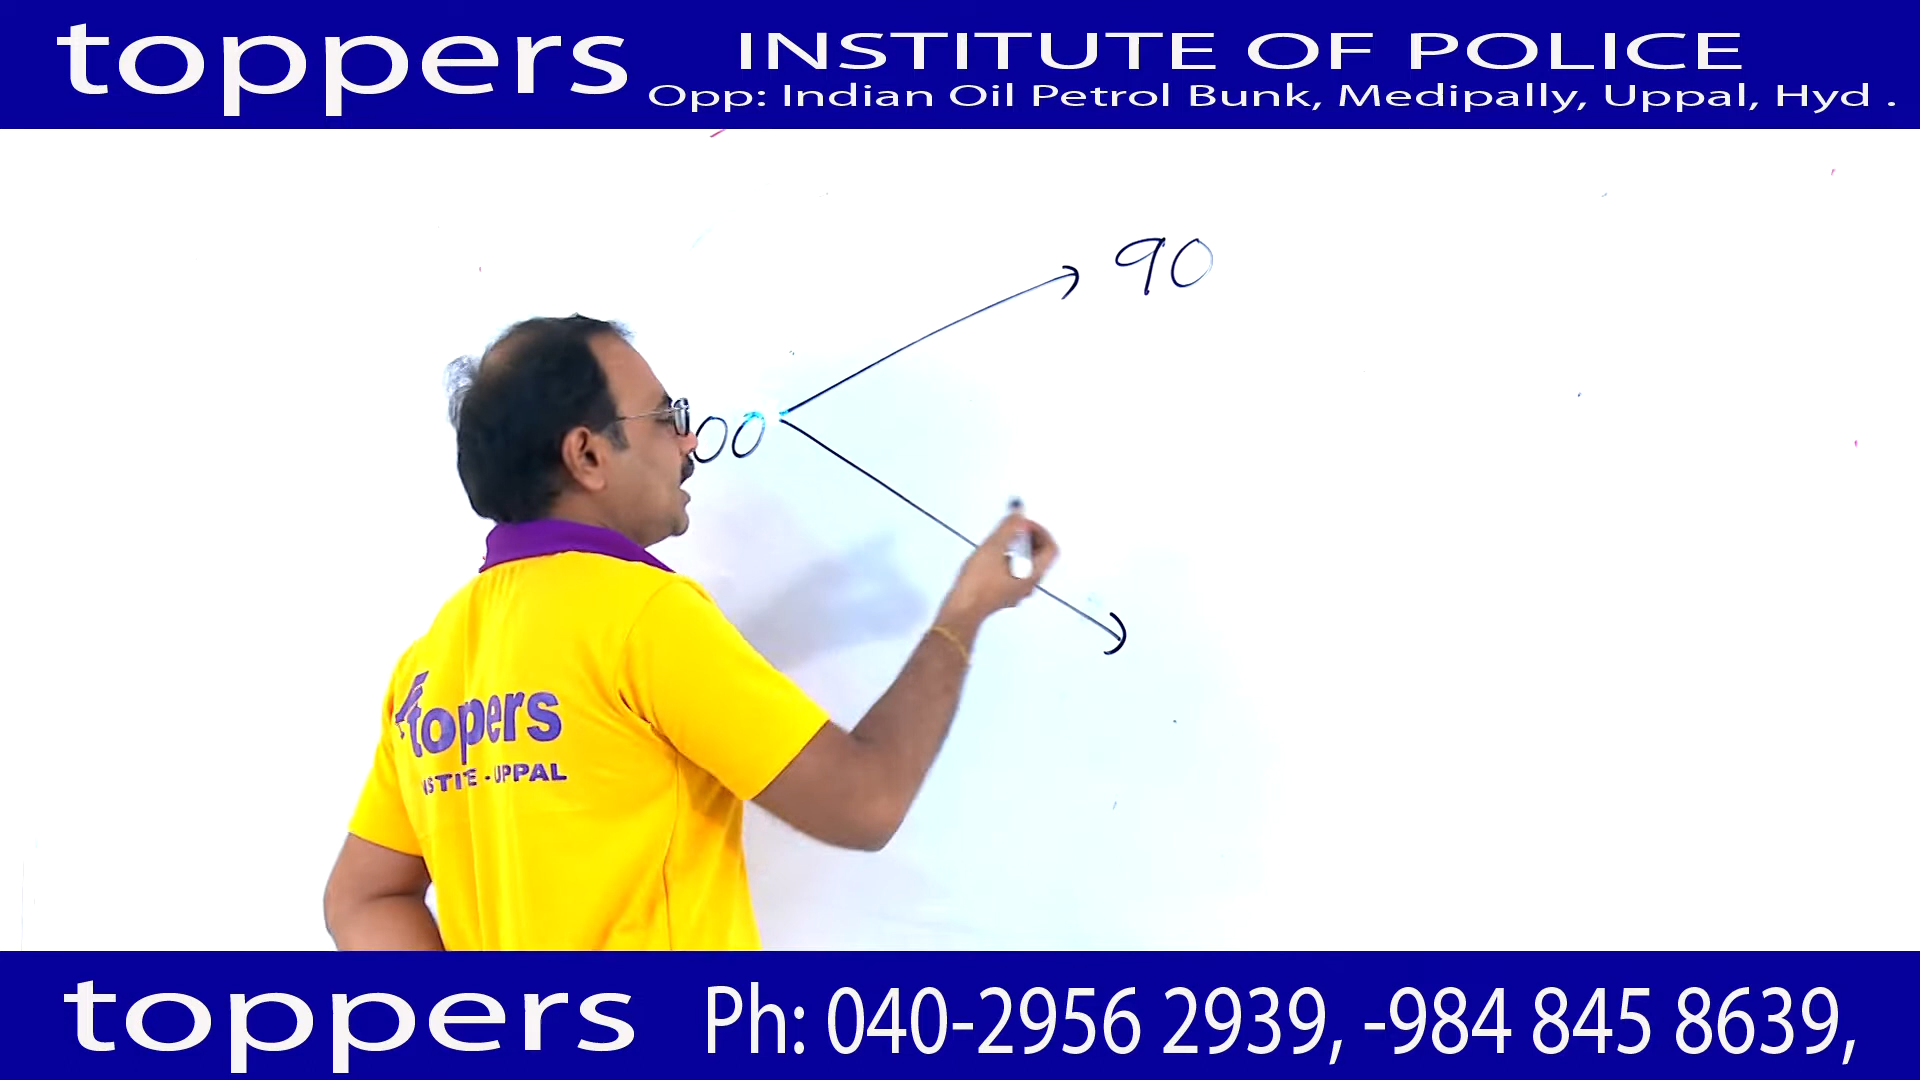 toppers
INSTITUTE OF POLICE
Opp: Indian Oil Petrol Bunk, Medipally, Uppal, Hyd .
90
00
toppers
- UPPAL
toppers
Ph: 040-2956 2939, -984 845 8639,